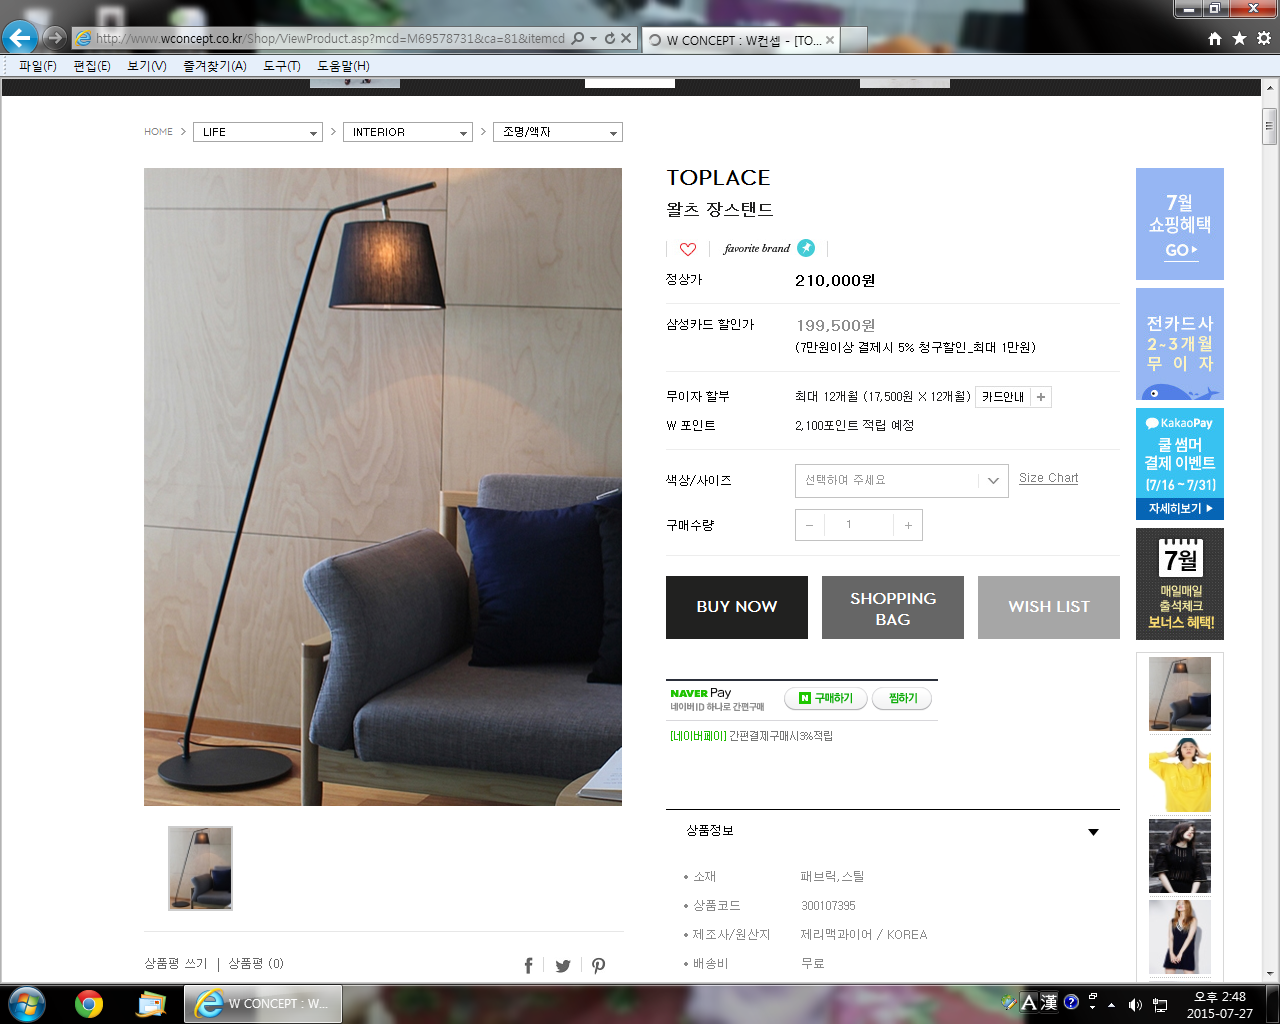 http://www.wconcept.co.kr/Shop/ViewProduct.asp?mcd=M69578731&ca=81&itemcd
W CONCEPT : W컨셉 - [TO...
파일(F) 편집(E) 보기(V) 즐겨찾기(A) 도구(T) 도움말(H)
HOME > LIFE > INTERIOR > 조명/액자
TOPLACE
왈츠 장스탠드
favorite brand
정상가 210,000원
삼성카드 할인가 199,500원
(7만원이상 결제시 5% 청구할인_최대 1만원)
무이자 할부 최대 12개월 (17,500원 X 12개월) 카드안내 +
W 포인트 2,100포인트 적립 예정
색상/사이즈 선택하여 주세요 Size Chart
구매수량 - 1 +
BUY NOW
SHOPPING
BAG
WISH LIST
NAVER Pay
네이버ID 하나로 간편구매
N 구매하기 찜하기
[네이버페이] 간편결제구매시3%적립
상품정보
• 소재 패브릭,스틸
• 상품코드 300107395
• 제조사/원산지 제리맥과이어 / KOREA
• 배송비 무료
상품평 쓰기 | 상품평 (0)
7월
쇼핑혜택
GO
전카드사
2~3개월
무이자
KakaoPay
쿨 썸머
결제 이벤트
(7/16 ~ 7/31)
자세히보기
7월
매일매일
출석체크
보너스 혜택!
W CONCEPT : W...
A 漢
오후 2:48
2015-07-27